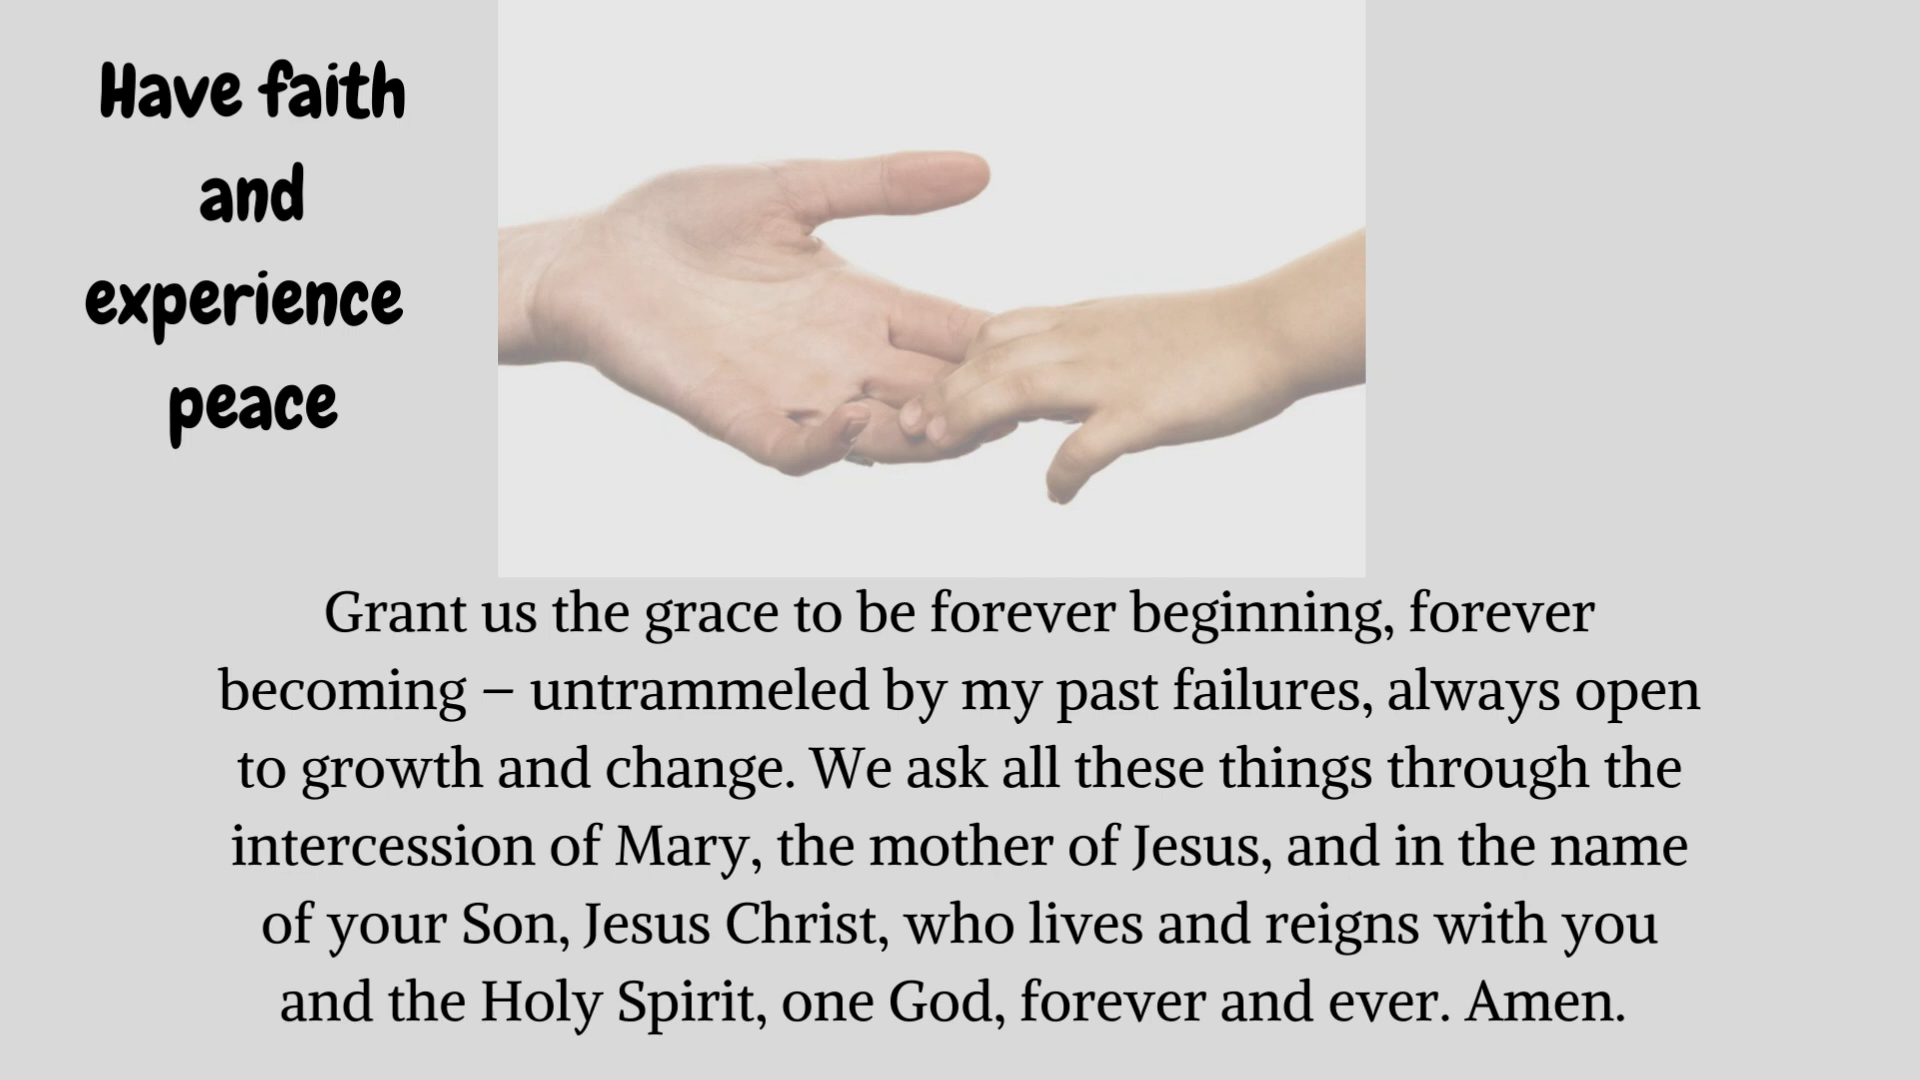 Have faith
and
experience
peace
Grant us the grace to be forever beginning, forever
becoming – untrammeled by my past failures, always open
to growth and change. We ask all these things through the
intercession of Mary, the mother of Jesus, and in the name
of your Son, Jesus Christ, who lives and reigns with you
and the Holy Spirit, one God, forever and ever. Amen.